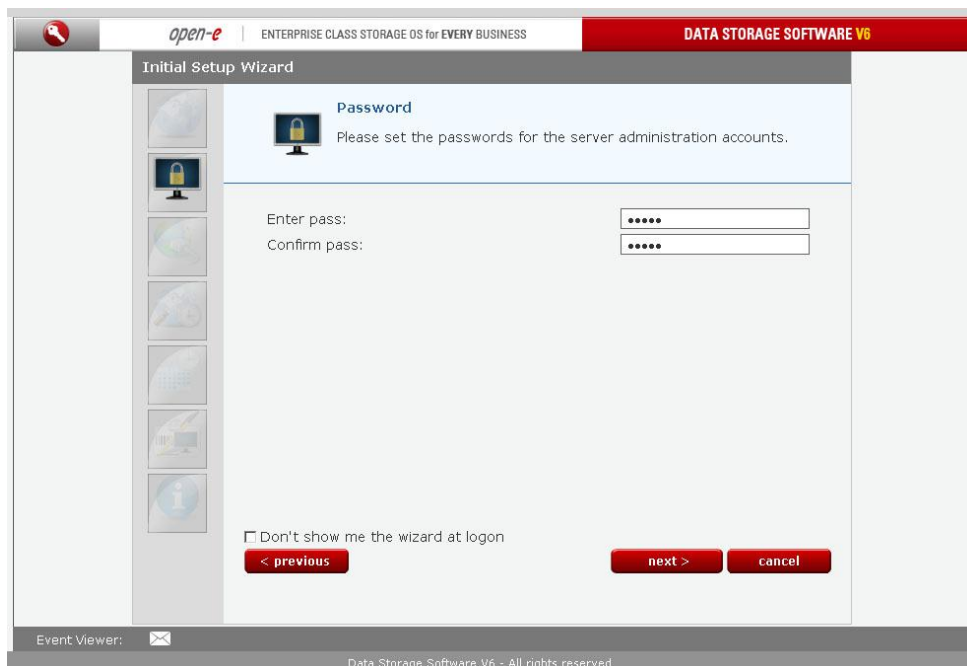 open-e | ENTERPRISE CLASS STORAGE OS for EVERY BUSINESS
DATA STORAGE SOFTWARE V6
Initial Setup Wizard
Password
Please set the passwords for the server administration accounts.
Enter pass: •••••
Confirm pass: •••••
Don't show me the wizard at logon
< previous
next >
cancel
Event Viewer:
Data Storage Software V6 - All rights reserved